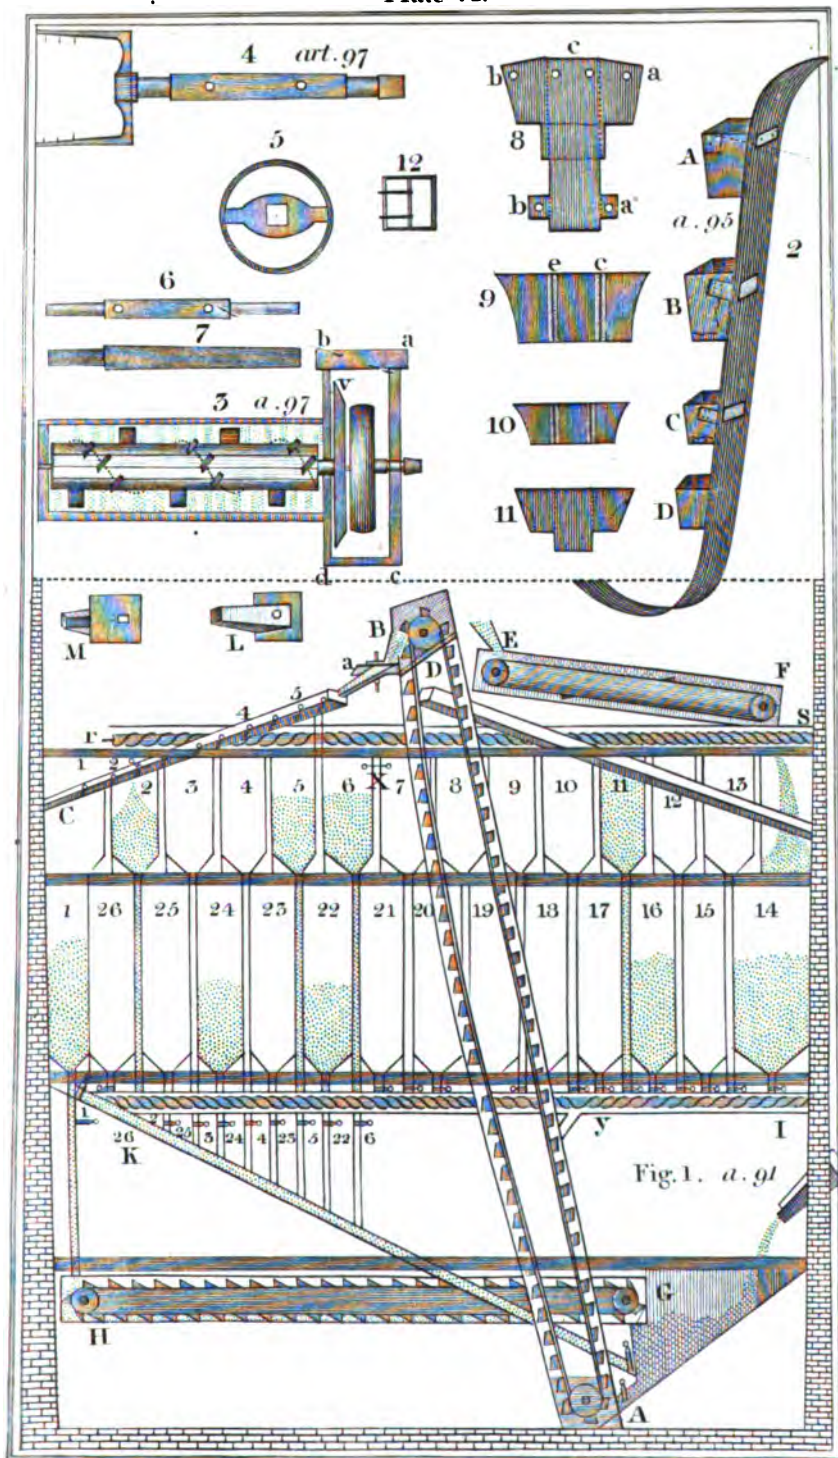 4 art. 97
c
b a
5
12
8
A
b a
a. 95
2
6
e c
9
B
7
b a
V
3 a. 97
10
C
11
D
d c
M
L
B
a
D
E
F
5
4
r
S
1 2
1 2 3 4 5 6 X 7 8 9 10 11 12 13
C
1 26 25 24 23 22 21 20 19 18 17 16 15 14
1 26 2 25 3 24 4 23 5 22 6
K
y
I
Fig. 1. a. 91
G
H
A